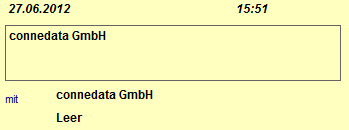 27.06.2012 15:51
connedata GmbH
mit connedata GmbH
Leer